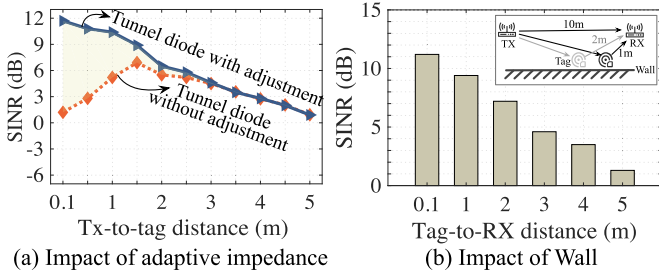 12
9
6
3
0
-3
-6
SINR (dB)
Tunnel diode with adjustment
Tunnel diode
without adjustment
0.1 1 2 3 4 5
Tx-to-tag distance (m)
(a) Impact of adaptive impedance
15
10
5
0
SINR (dB)
10m
TX
RX
2m
Tag
1m
Wall
0.1 1 2 3 4 5
Tag-to-RX distance (m)
(b) Impact of Wall